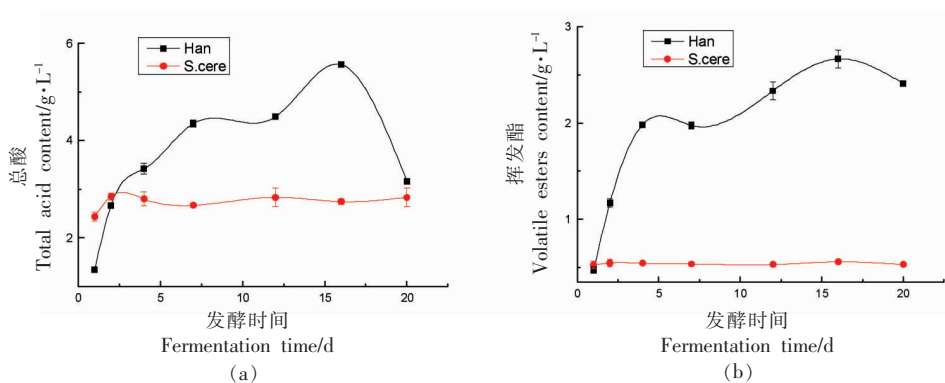 总酸
Total acid content/g·L⁻¹
6
4
2
Han
S.cere
0
5
10
15
20
发酵时间
Fermentation time/d
(a)
挥发酯
Volatile esters content/g·L⁻¹
3
2
1
Han
S.cere
0
5
10
15
20
发酵时间
Fermentation time/d
(b)